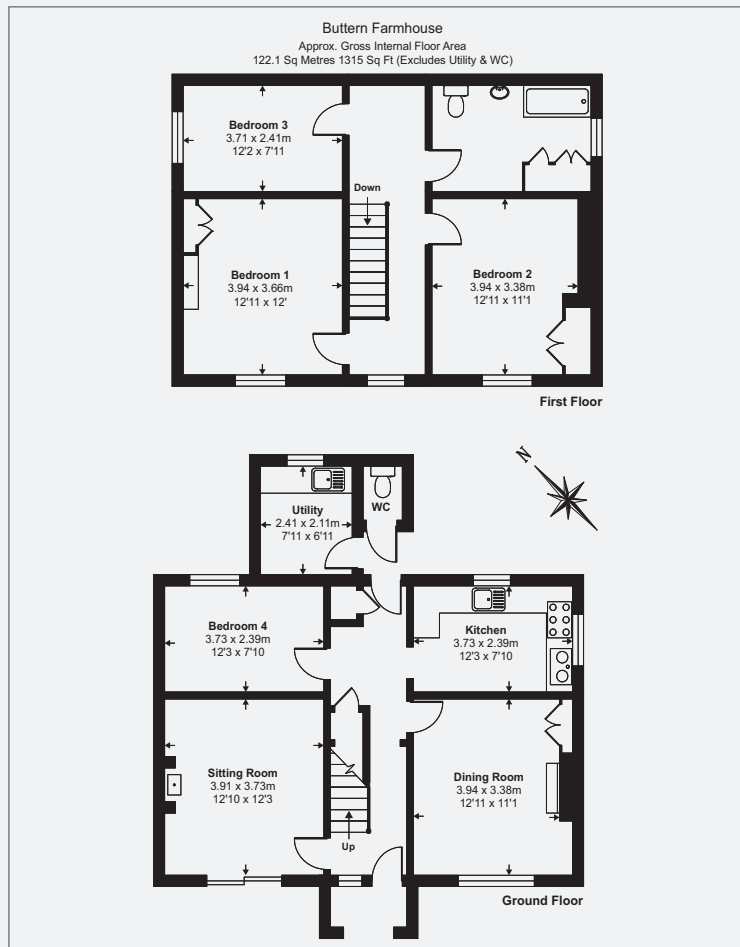 Buttern Farmhouse
Approx. Gross Internal Floor Area
122.1 Sq Metres 1315 Sq Ft (Excludes Utility & WC)
Bedroom 3
3.71 x 2.41m
12'2 x 7'11
Down
Bedroom 1
3.94 x 3.66m
12'11 x 12'
Bedroom 2
3.94 x 3.38m
12'11 x 11'1
First Floor
N
Utility
2.41 x 2.11m
7'11 x 6'11
WC
Bedroom 4
3.73 x 2.39m
12'3 x 7'10
Kitchen
3.73 x 2.39m
12'3 x 7'10
Sitting Room
3.91 x 3.73m
12'10 x 12'3
Dining Room
3.94 x 3.38m
12'11 x 11'1
Up
Ground Floor